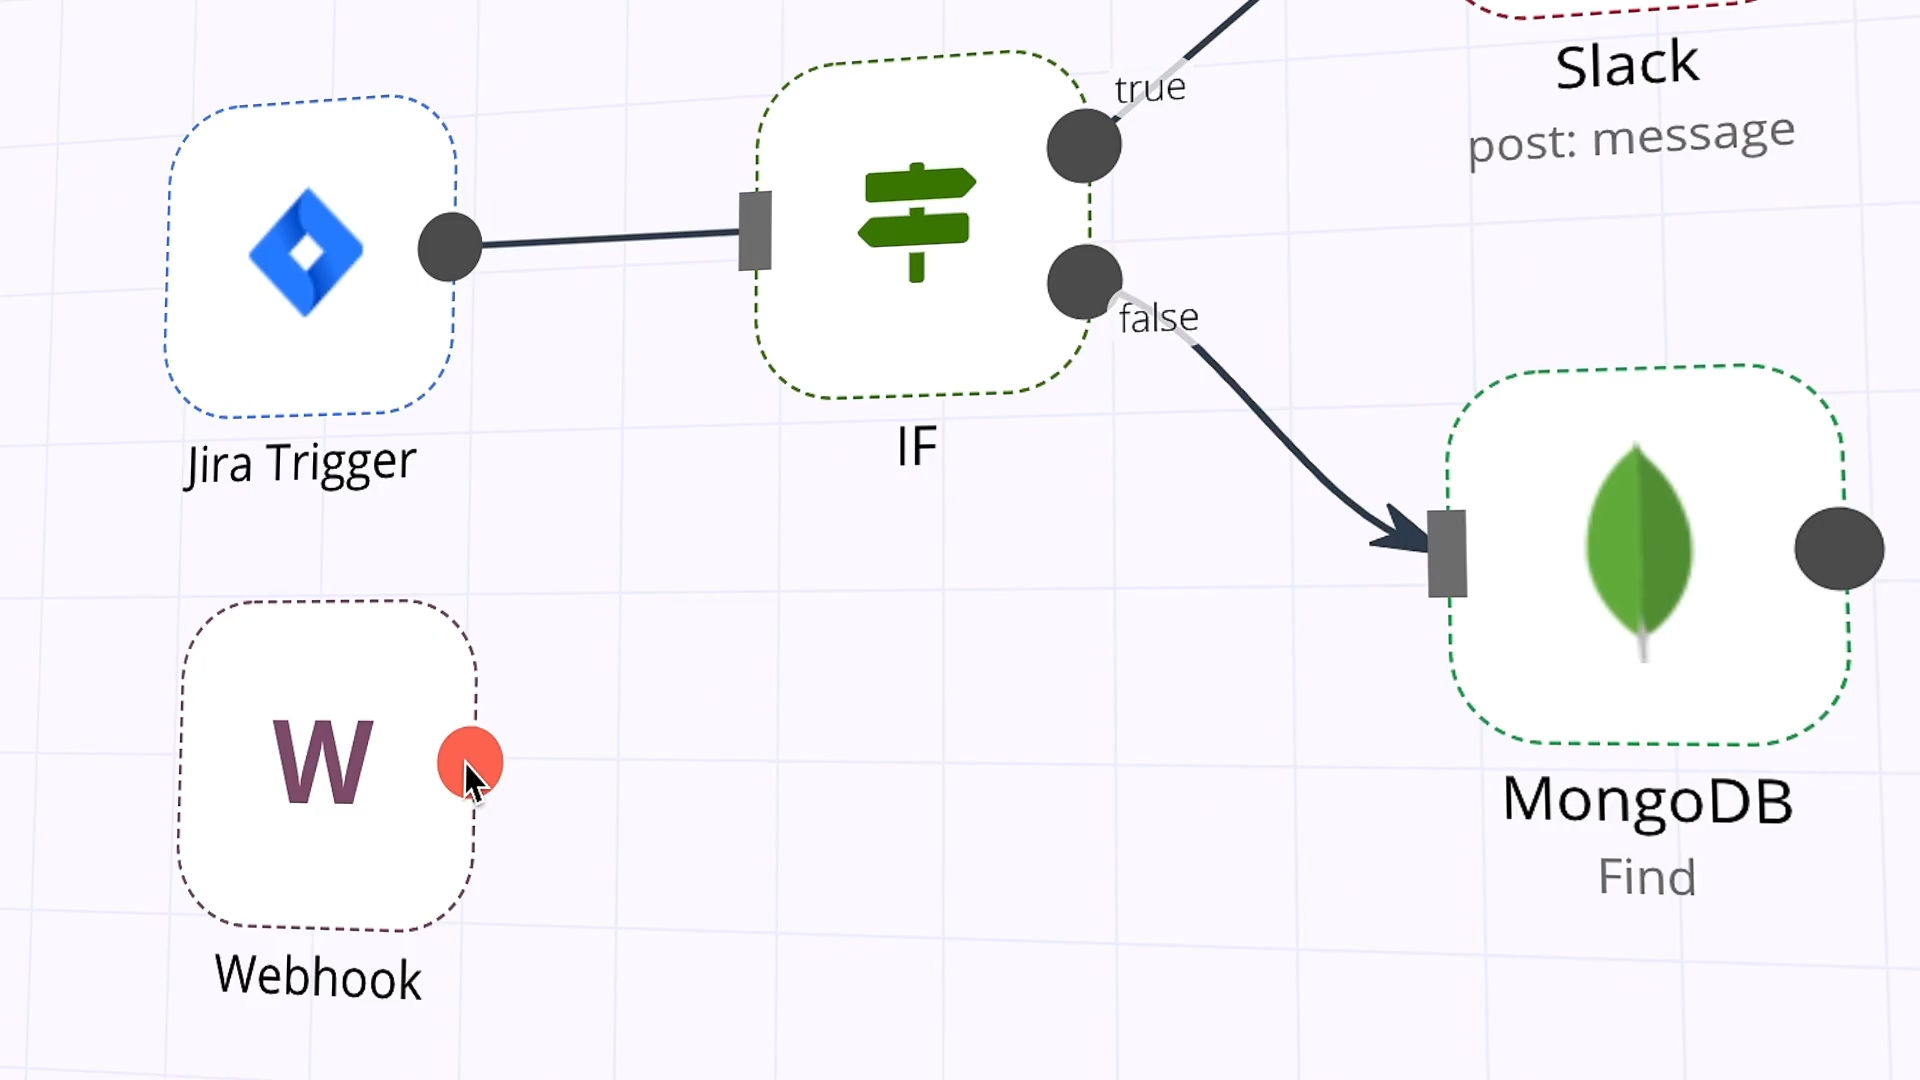 true
Slack
post: message
false
IF
Jira Trigger
W
MongoDB
Find
Webhook